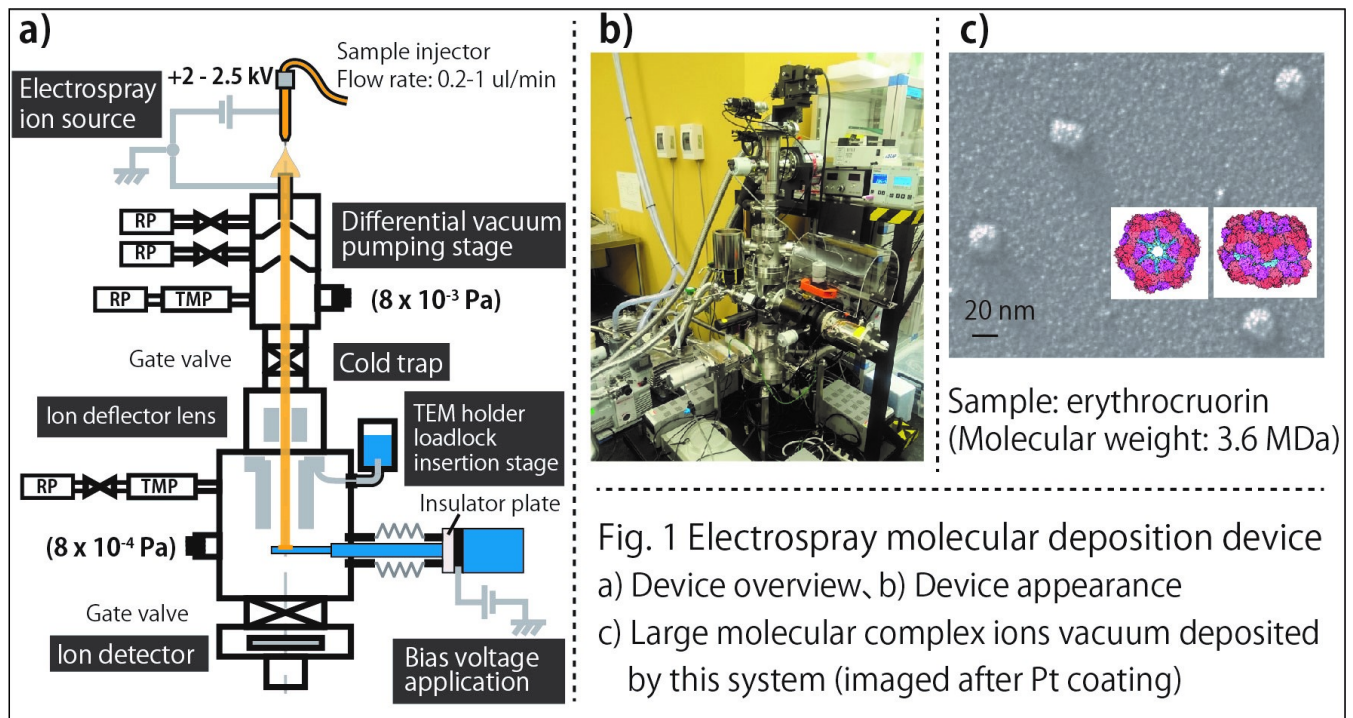 a)
Sample injector
Flow rate: 0.2-1 ul/min
+2 - 2.5 kV
Electrospray
ion source
RP
RP
Differential vacuum
pumping stage
RP
TMP
(8 x 10⁻³ Pa)
Gate valve
Cold trap
Ion deflector lens
TEM holder
loadlock
insertion stage
RP
TMP
Insulator plate
(8 x 10⁻⁴ Pa)
Gate valve
Ion detector
Bias voltage
application
b)
c)
20 nm
Sample: erythrocruorin
(Molecular weight: 3.6 MDa)
Fig. 1 Electrospray molecular deposition device
a) Device overview、b) Device appearance
c) Large molecular complex ions vacuum deposited
by this system (imaged after Pt coating)